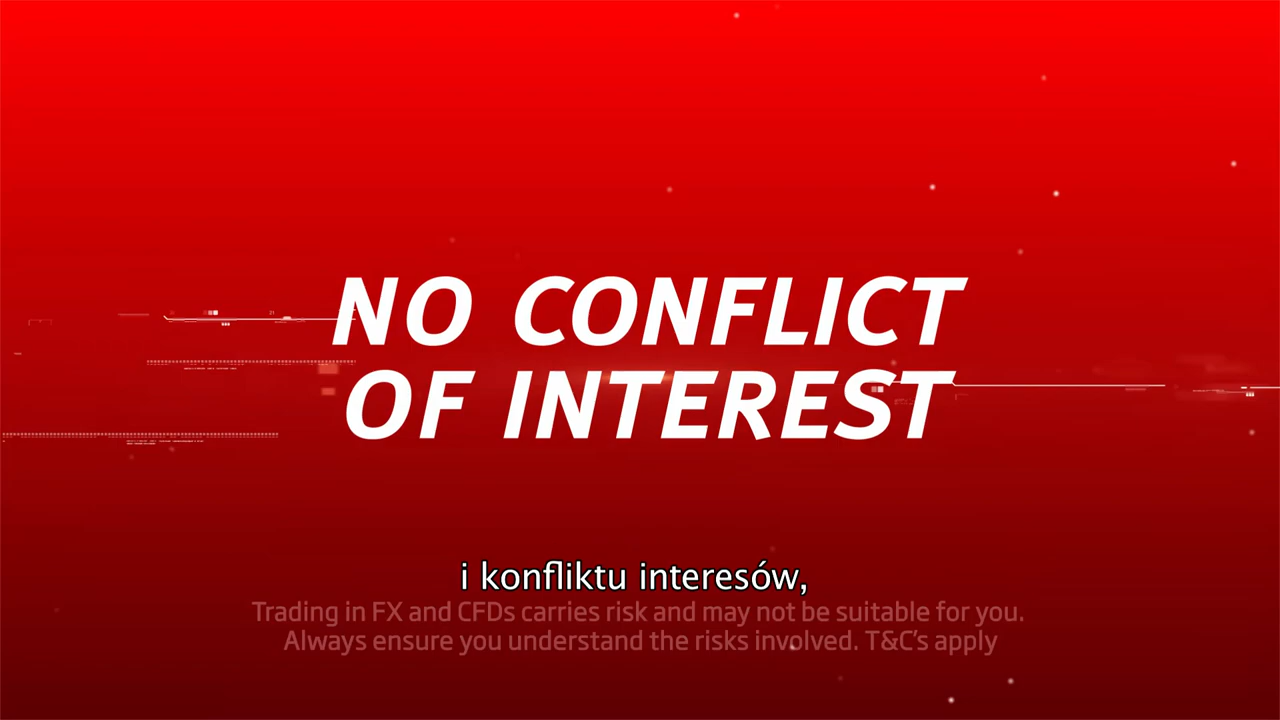 NO CONFLICT
OF INTEREST
21
i konfliktu interesów,
Trading in FX and CFDs carries risk and may not be suitable for you.
Always ensure you understand the risks involved. T&C's apply